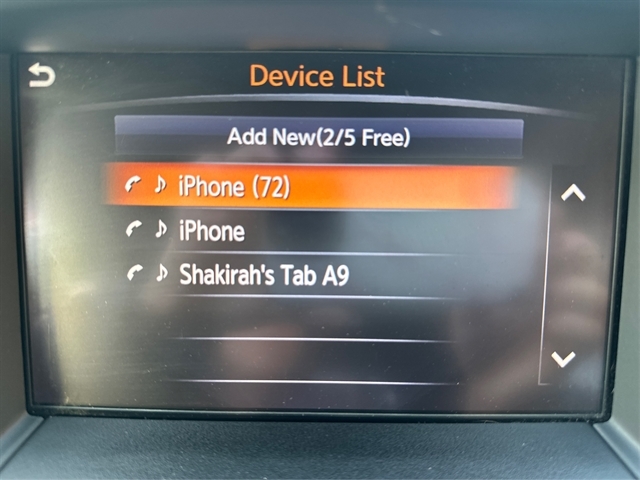 Device List
Add New(2/5 Free)
iPhone (72)
iPhone
Shakirah's Tab A9